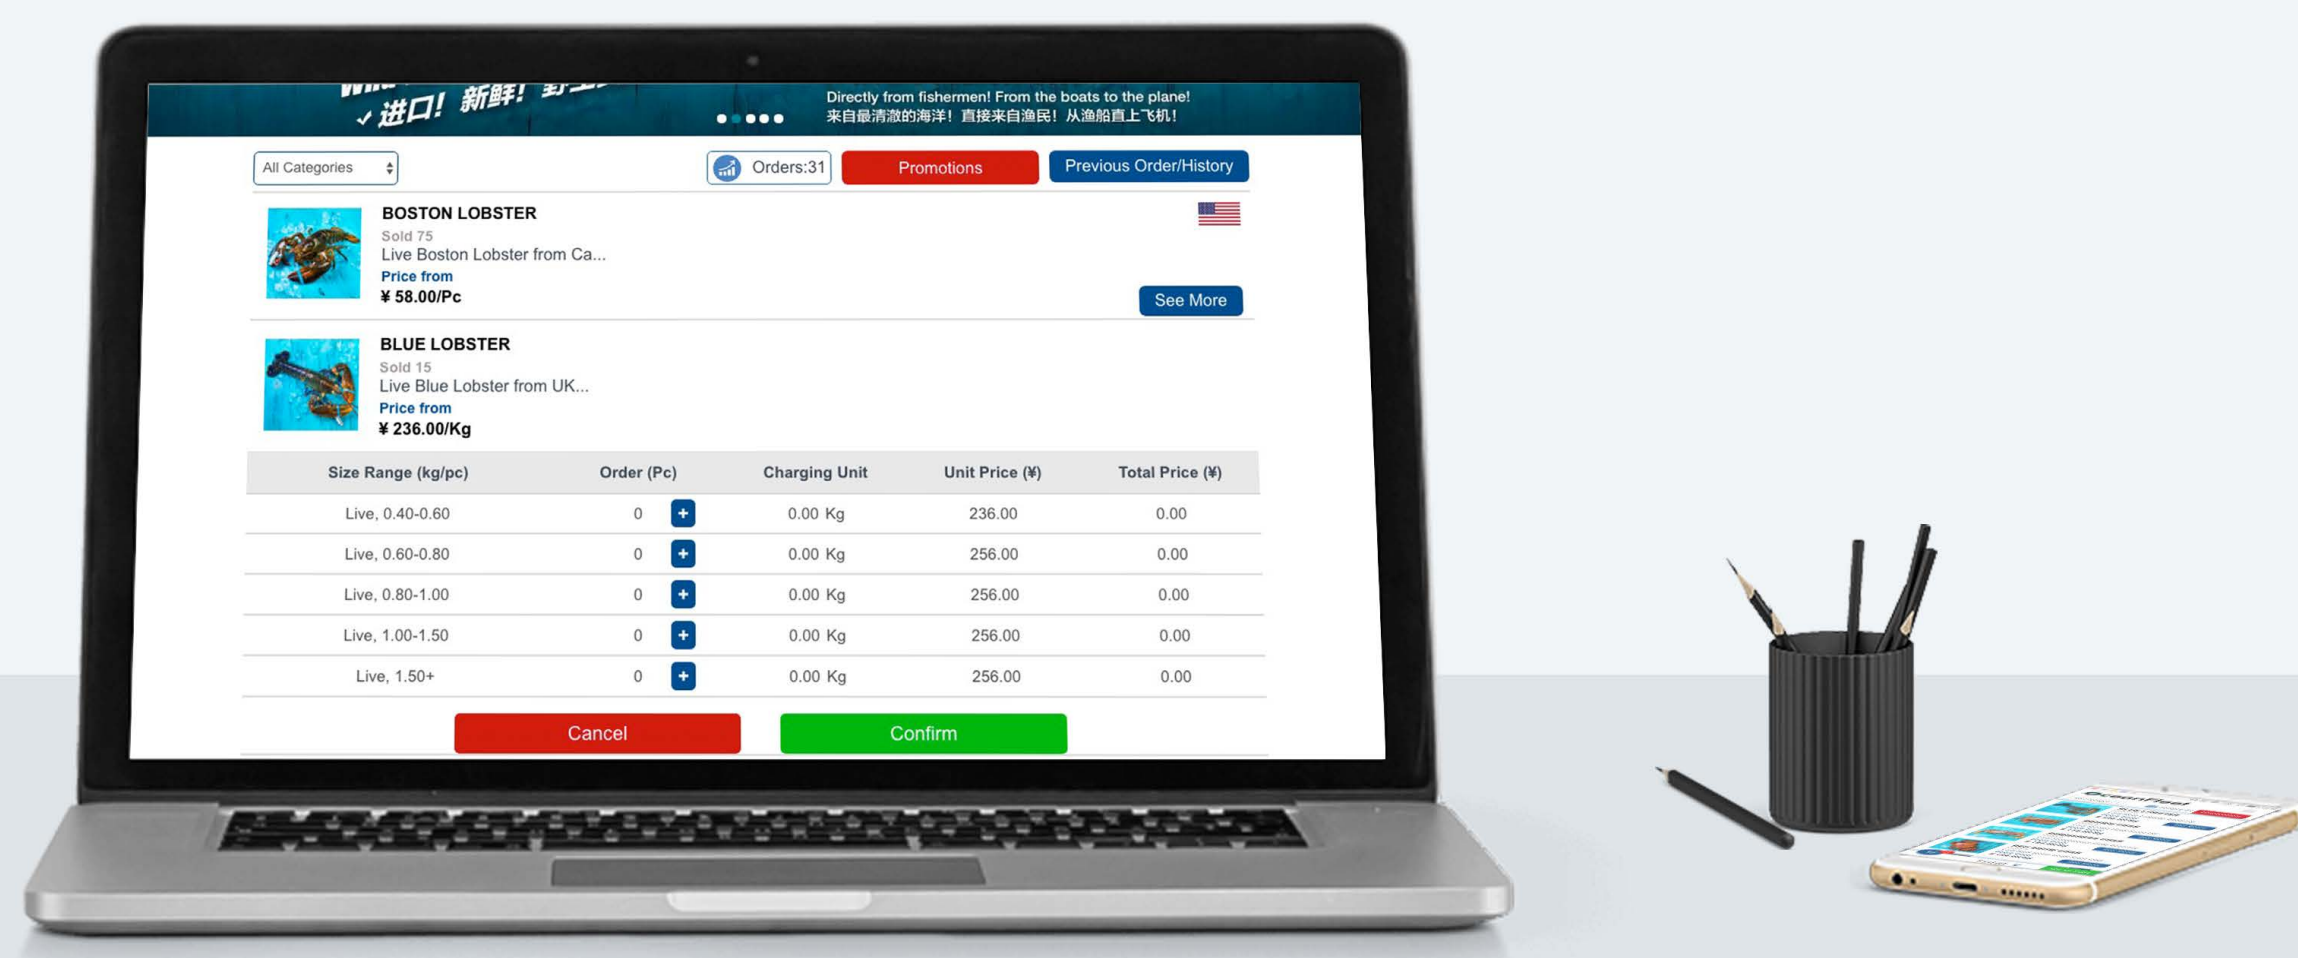 ✓进口! 新鲜!
Directly from fishermen! From the boats to the plane!
来自最清澈的海洋！直接来自渔民！从渔船直上飞机！
All Categories
Orders:31
Promotions
Previous Order/History
BOSTON LOBSTER
Sold 75
Live Boston Lobster from Ca...
Price from
¥ 58.00/Pc
See More
BLUE LOBSTER
Sold 15
Live Blue Lobster from UK...
Price from
¥ 236.00/Kg
Size Range (kg/pc) Order (Pc) Charging Unit Unit Price (¥) Total Price (¥)
Live, 0.40-0.60 0 + 0.00 Kg 236.00 0.00
Live, 0.60-0.80 0 + 0.00 Kg 256.00 0.00
Live, 0.80-1.00 0 + 0.00 Kg 256.00 0.00
Live, 1.00-1.50 0 + 0.00 Kg 256.00 0.00
Live, 1.50+ 0 + 0.00 Kg 256.00 0.00
Cancel Confirm
OceanFleet